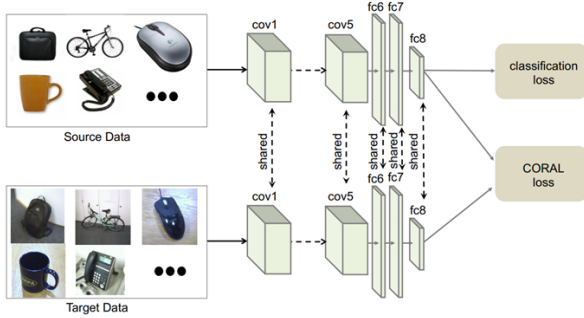 cov1
cov5
fc6
fc7
fc8
classification
loss
Source Data
shared
shared
shared
shared
shared
CORAL
loss
cov1
cov5
fc6
fc7
fc8
Target Data